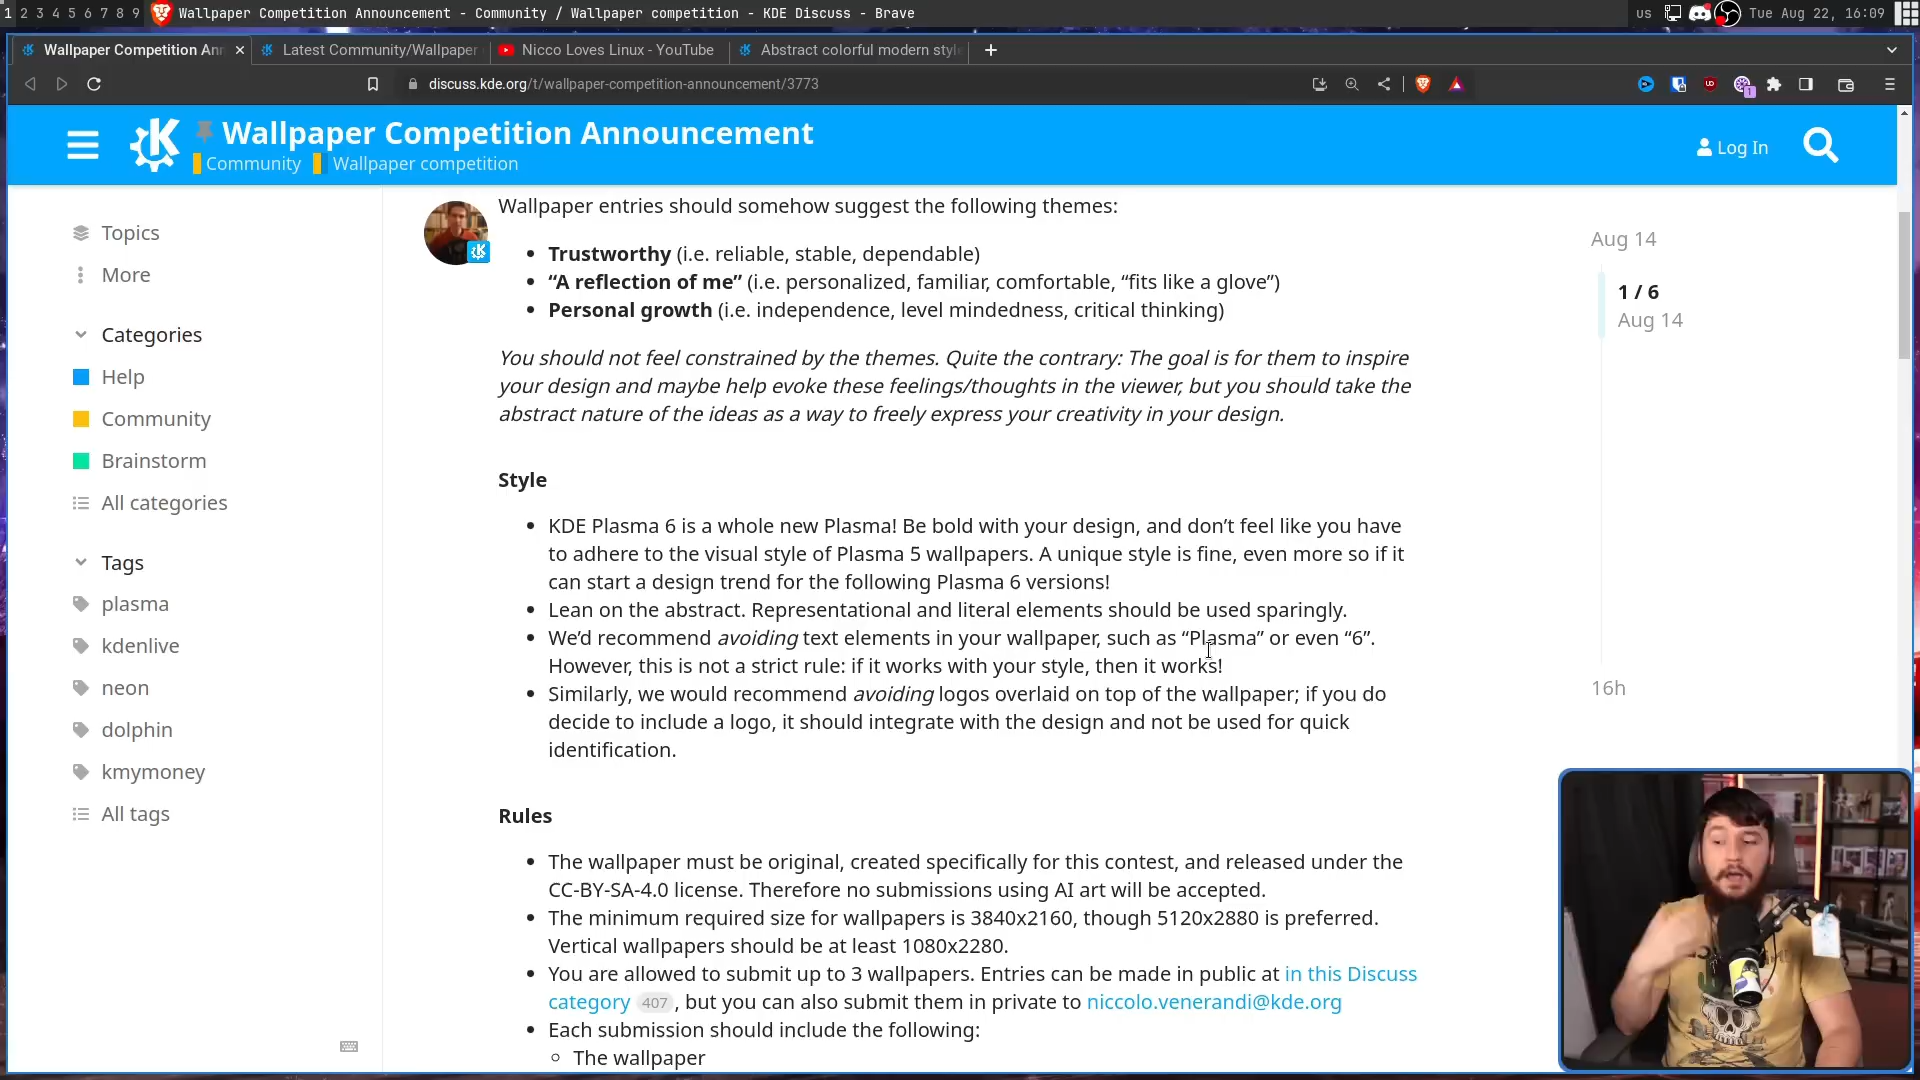 1 2 3 4 5 6 7 8 9 Wallpaper Competition Announcement - Community / Wallpaper competition - KDE Discuss - Brave us Tue Aug 22, 16:09
Wallpaper Competition Ann Latest Community/Wallpaper Nicco Loves Linux - YouTube Abstract colorful modern style
discuss.kde.org/t/wallpaper-competition-announcement/3773
Wallpaper Competition Announcement
Community Wallpaper competition
Log In
Topics
More
Categories
Help
Community
Brainstorm
All categories
Tags
plasma
kdenlive
neon
dolphin
kmymoney
All tags
Wallpaper entries should somehow suggest the following themes:
• Trustworthy (i.e. reliable, stable, dependable)
• “A reflection of me” (i.e. personalized, familiar, comfortable, “fits like a glove”)
• Personal growth (i.e. independence, level mindedness, critical thinking)
You should not feel constrained by the themes. Quite the contrary: The goal is for them to inspire
your design and maybe help evoke these feelings/thoughts in the viewer, but you should take the
abstract nature of the ideas as a way to freely express your creativity in your design.
Style
• KDE Plasma 6 is a whole new Plasma! Be bold with your design, and don’t feel like you have
to adhere to the visual style of Plasma 5 wallpapers. A unique style is fine, even more so if it
can start a design trend for the following Plasma 6 versions!
• Lean on the abstract. Representational and literal elements should be used sparingly.
• We’d recommend avoiding text elements in your wallpaper, such as “Plasma” or even “6”.
However, this is not a strict rule: if it works with your style, then it works!
• Similarly, we would recommend avoiding logos overlaid on top of the wallpaper; if you do
decide to include a logo, it should integrate with the design and not be used for quick
identification.
Rules
• The wallpaper must be original, created specifically for this contest, and released under the
CC-BY-SA-4.0 license. Therefore no submissions using AI art will be accepted.
• The minimum required size for wallpapers is 3840x2160, though 5120x2880 is preferred.
Vertical wallpapers should be at least 1080x2280.
• You are allowed to submit up to 3 wallpapers. Entries can be made in public at in this Discuss
category 407, but you can also submit them in private to niccolo.venerandi@kde.org
• Each submission should include the following:
○ The wallpaper
Aug 14
1 / 6
Aug 14
16h